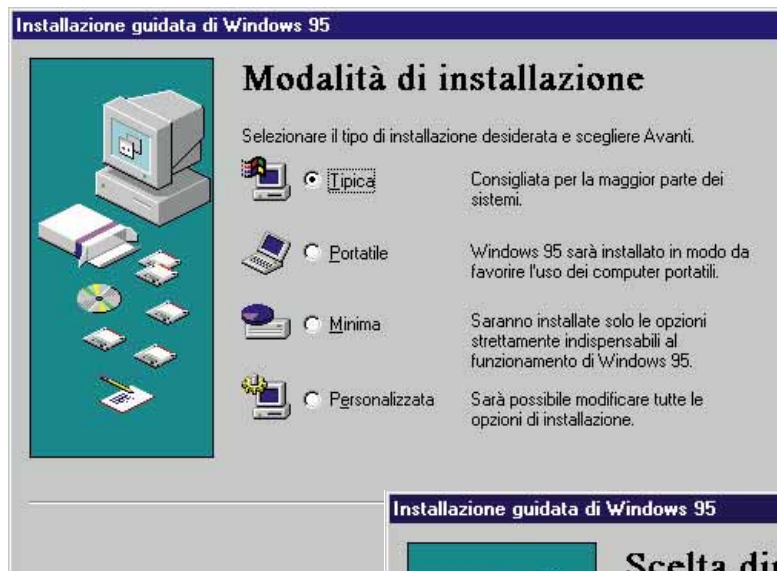 Installazione guidata di Windows 95
Modalità di installazione
Selezionare il tipo di installazione desiderata e scegliere Avanti.
Tipica
Consigliata per la maggior parte dei
sistemi.
Portatile
Windows 95 sarà installato in modo da
favorire l'uso dei computer portatili.
Minima
Saranno installate solo le opzioni
strettamente indispensabili al
funzionamento di Windows 95.
Personalizzata
Sarà possibile modificare tutte le
opzioni di installazione.
Installazione guidata di Windows 95
Scelta